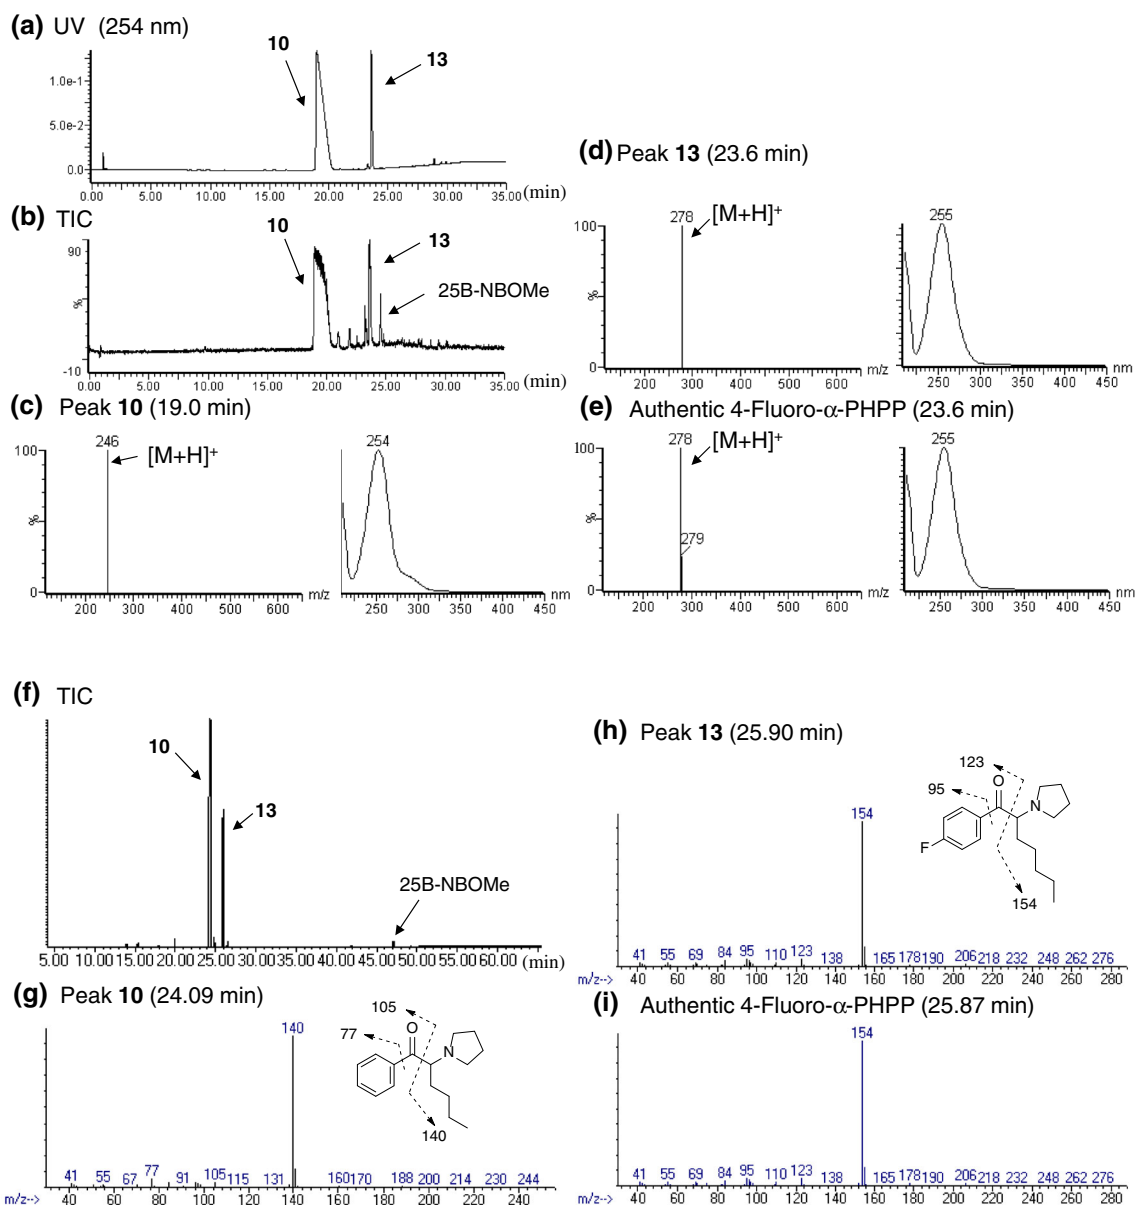 (a) UV (254 nm)
10
13
1.0e-1
5.0e-2
0.0
0.00 5.00 10.00 15.00 20.00 25.00 30.00 35.00 (min)
(b) TIC
10
13
25B-NBOMe
90
%
-10
0.00 5.00 10.00 15.00 20.00 25.00 30.00 35.00 (min)
(c) Peak 10 (19.0 min)
246
[M+H]+
100
%
0
200 300 400 500 600 m/z
254
250 300 350 400 450 nm
(d) Peak 13 (23.6 min)
278
[M+H]+
100
%
0
200 300 400 500 600 m/z
255
250 300 350 400 450 nm
(e) Authentic 4-Fluoro-α-PHPP (23.6 min)
278
[M+H]+
279
100
%
0
200 300 400 500 600 m/z
255
250 300 350 400 450 nm
(f) TIC
10
13
25B-NBOMe
5.00 10.00 15.00 20.00 25.00 30.00 35.00 40.00 45.00 50.00 55.00 60.00 (min)
(g) Peak 10 (24.09 min)
140
105
77
O
N
140
41 55 67 77 91 105 115 131 160 170 188 200 214 230 244
m/z--> 40 60 80 100 120 140 160 180 200 220 240
(h) Peak 13 (25.90 min)
154
123
95
O
N
F
154
41 55 69 84 95 110 123 138 165 178 190 206 218 232 248 262 276
m/z--> 40 60 80 100 120 140 160 180 200 220 240 260 280
(i) Authentic 4-Fluoro-α-PHPP (25.87 min)
154
41 55 69 84 95 110 123 138 165 178 190 206 218 232 248 262 276
m/z--> 40 60 80 100 120 140 160 180 200 220 240 260 280